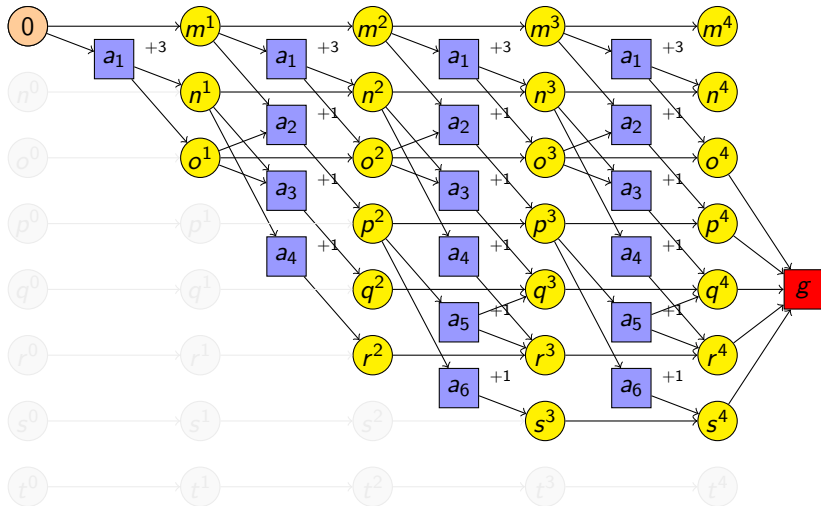 0 m¹ m² m³ m⁴
a₁ +3 a₁ +3 a₁ +3 a₁ +3
n⁰ n¹ n² n³ n⁴
a₂ +1 a₂ +1 a₂ +1
o⁰ o¹ o² o³ o⁴
a₃ +1 a₃ +1 a₃ +1
p⁰ p¹ p² p³ p⁴
a₄ +1 a₄ +1 a₄ +1
q⁰ q¹ q² q³ q⁴ g
a₅ +1 a₅ +1
r⁰ r¹ r² r³ r⁴
a₆ +1 a₆ +1
s⁰ s¹ s² s³ s⁴
t⁰ t¹ t² t³ t⁴